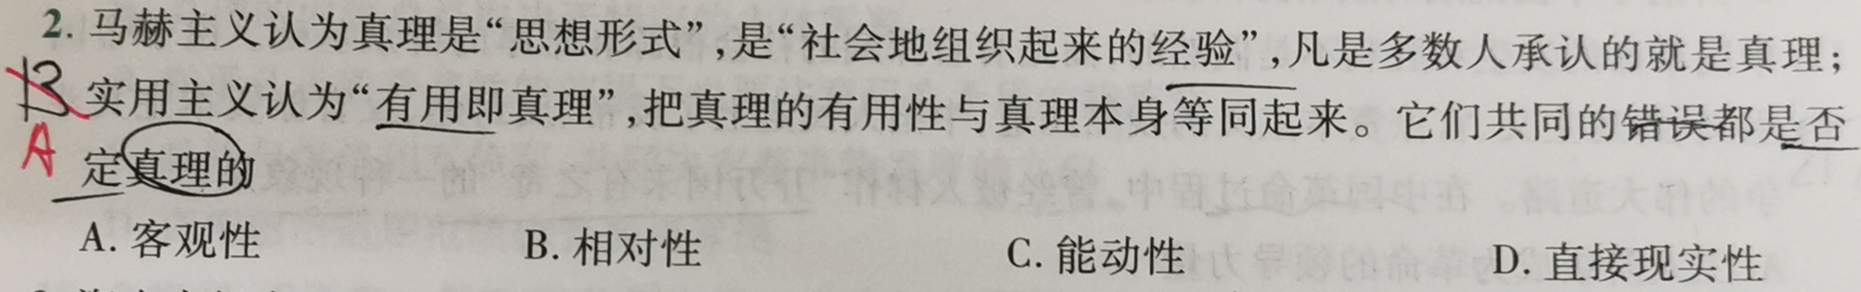 2. 马赫主义认为真理是“思想形式”,是“社会地组织起来的经验”,凡是多数人承认的就是真理;
B 实用主义认为“有用即真理”,把真理的有用性与真理本身等同起来。它们共同的错误都是否
A 定真理的
A. 客观性 B. 相对性 C. 能动性 D. 直接现实性